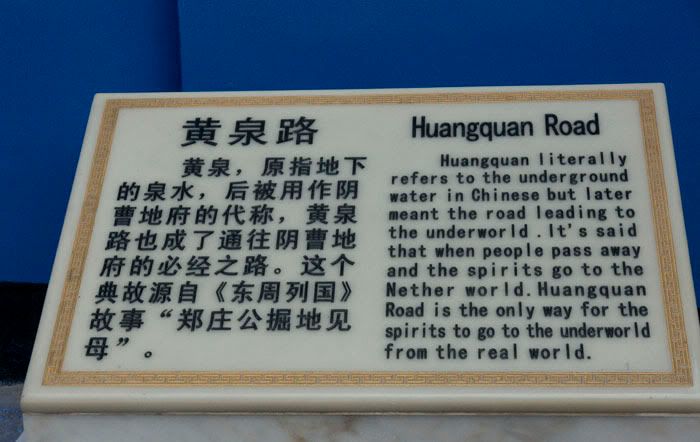 黄泉路
黄泉，原指地下
的泉水，后被用作阴
曹地府的代称，黄泉
路也成了通往阴曹地
府的必经之路。这个
典故源自《东周列国》
故事“郑庄公掘地见
母”。
Huangquan Road
Huangquan literally
refers to the underground
water in Chinese but later
meant the road leading to
the underworld .It's said
that when people pass away
and the spirits go to the
Nether world. Huangquan
Road is the only way for the
spirits to go to the underworld
from the real world.